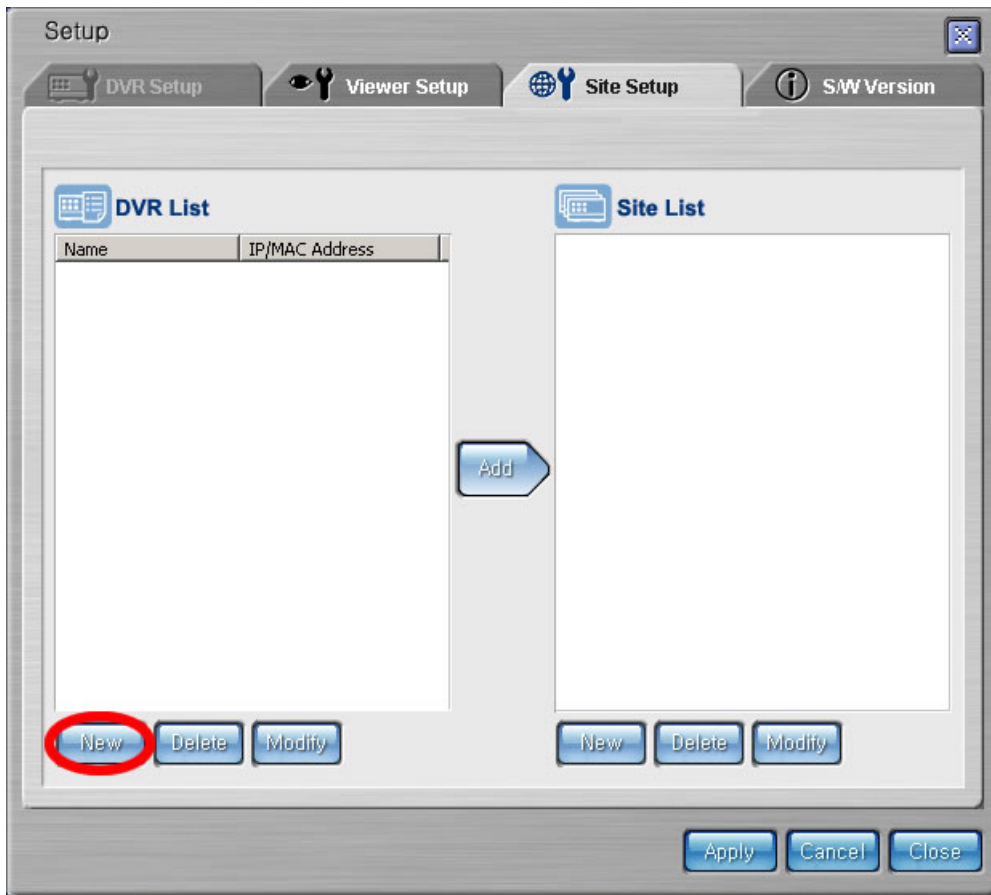 Setup
DVR Setup
Viewer Setup
Site Setup
S/W Version
DVR List
Site List
Name IP/MAC Address
Add
New Delete Modify
New Delete Modify
Apply Cancel Close